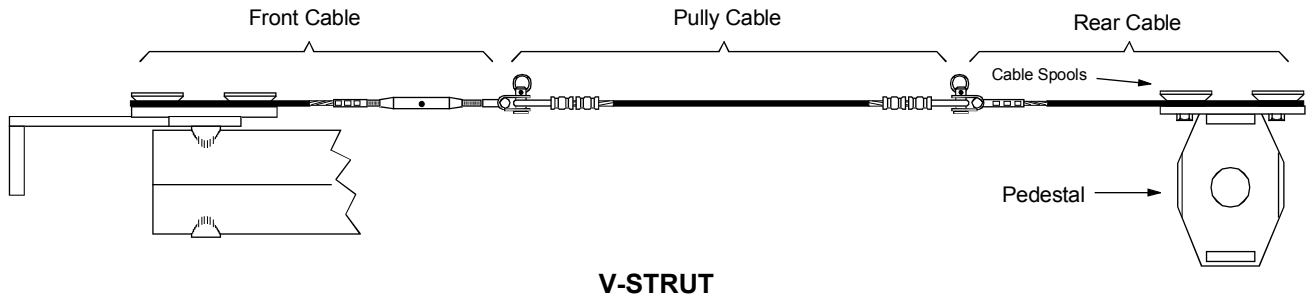 Front Cable
Pully Cable
Rear Cable
Cable Spools
Pedestal
V-STRUT